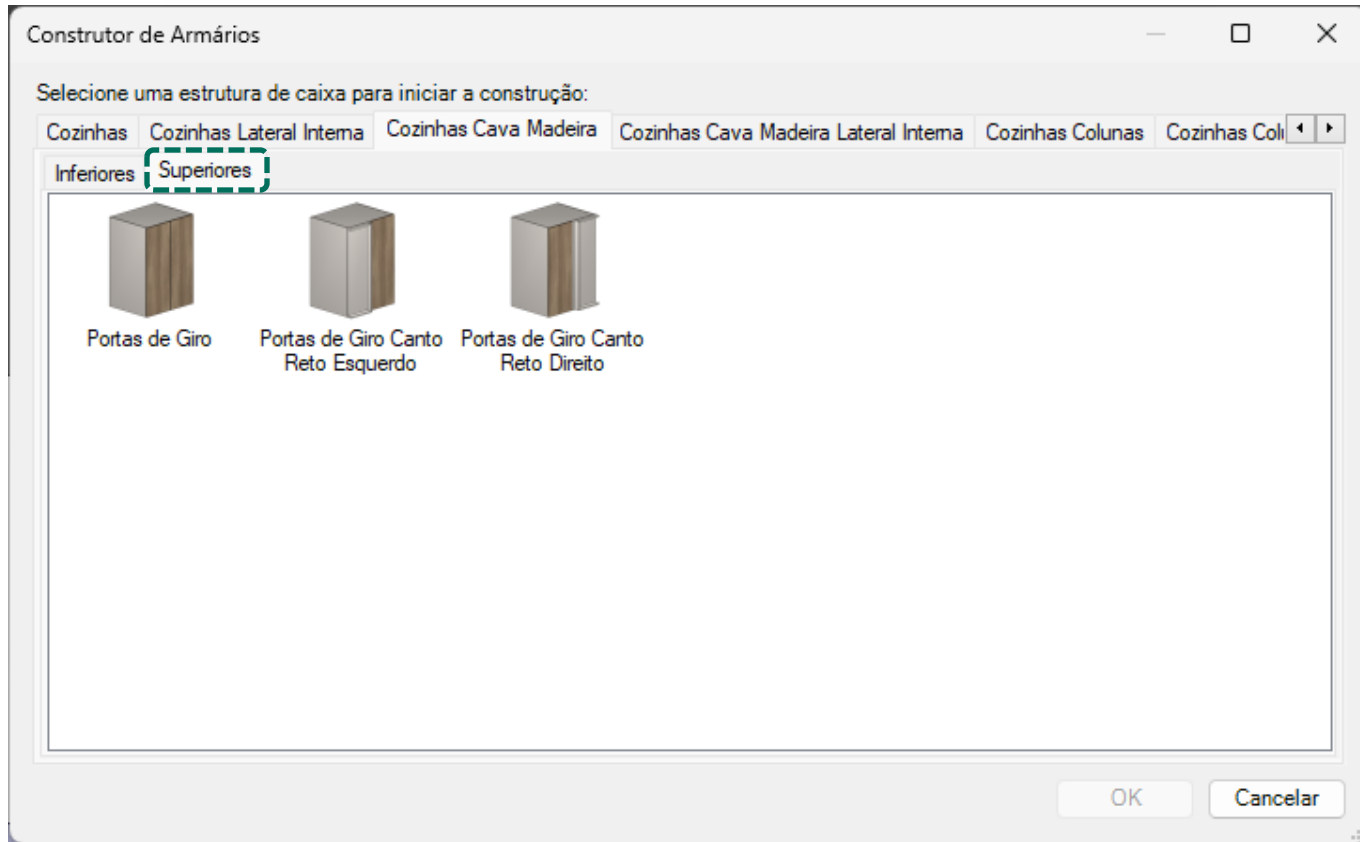 Construtor de Armários
Selecione uma estrutura de caixa para iniciar a construção:
Cozinhas Cozinhas Lateral Interna Cozinhas Cava Madeira Cozinhas Cava Madeira Lateral Interna Cozinhas Colunas Cozinhas Colu
Inferiores Superiores
Portas de Giro Portas de Giro Canto Portas de Giro Canto
Reto Esquerdo Reto Direito
OK Cancelar